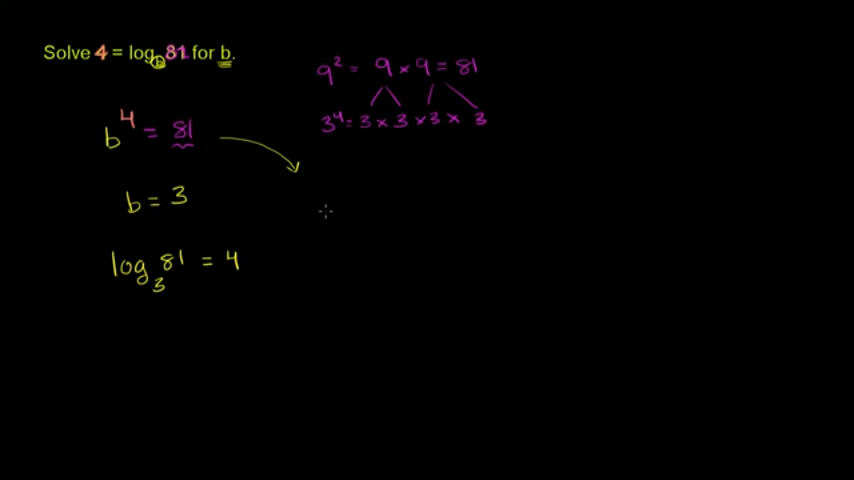 Solve 4 = log_b 81 for b.
9² = 9 × 9 = 81
3⁴ = 3 × 3 × 3 × 3
b⁴ = 81
b = 3
log₃ 81 = 4